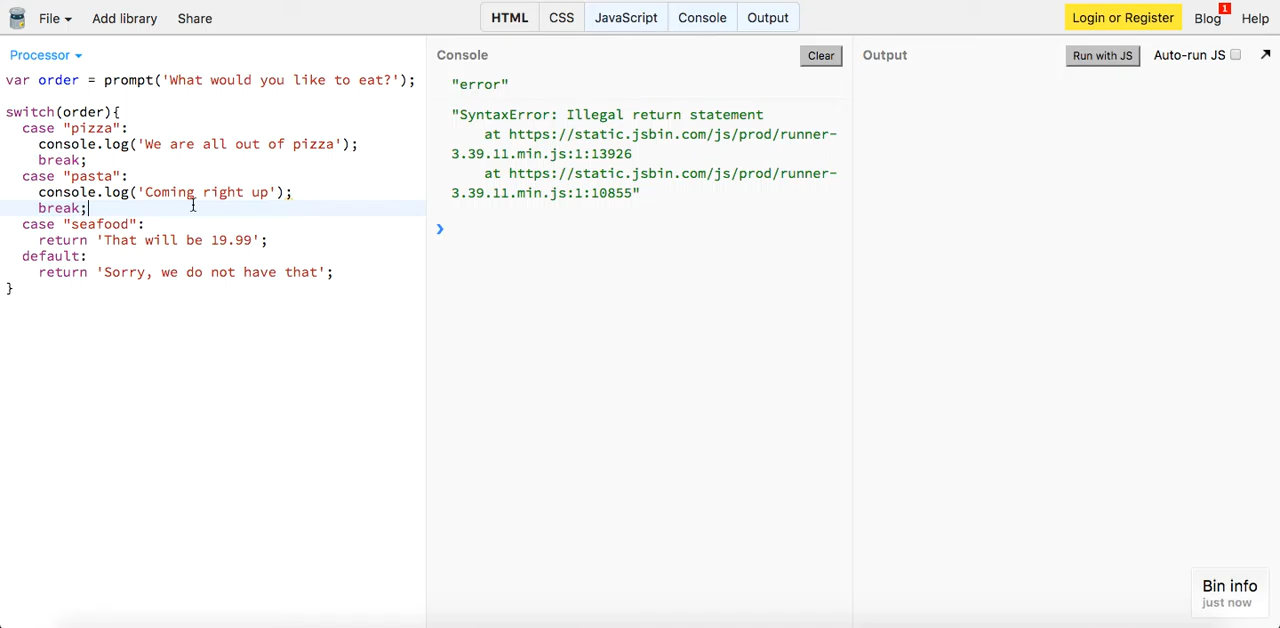 File Add library Share HTML CSS JavaScript Console Output Login or Register Blog 1 Help
Processor
var order = prompt('What would you like to eat?');
switch(order){
case "pizza":
console.log('We are all out of pizza');
break;
case "pasta":
console.log('Coming right up');
break;
case "seafood":
return 'That will be 19.99';
default:
return 'Sorry, we do not have that';
}
Console Clear
"error"
"SyntaxError: Illegal return statement
at https://static.jsbin.com/js/prod/runner-
3.39.11.min.js:1:13926
at https://static.jsbin.com/js/prod/runner-
3.39.11.min.js:1:10855"
Output Run with JS Auto-run JS
Bin info
just now